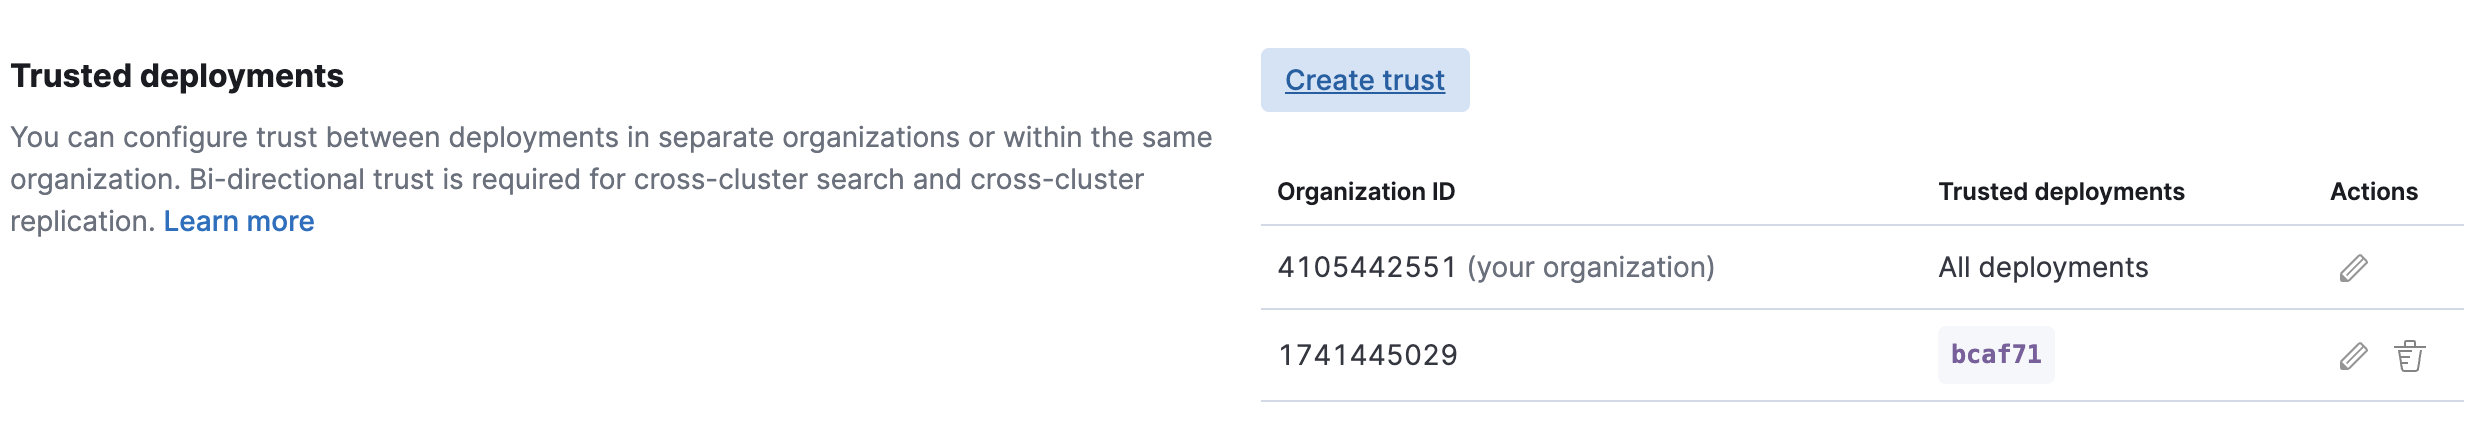 Trusted deployments
You can configure trust between deployments in separate organizations or within the same
organization. Bi-directional trust is required for cross-cluster search and cross-cluster
replication. Learn more
Create trust
Organization ID Trusted deployments Actions
4105442551 (your organization) All deployments
1741445029 bcaf71